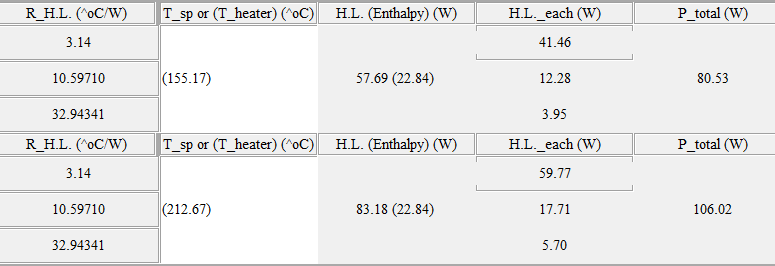 R_H.L. (^oC/W) T_sp or (T_heater) (^oC) H.L. (Enthalpy) (W) H.L._each (W) P_total (W)
3.14 41.46
10.59710 (155.17) 57.69 (22.84) 12.28 80.53
32.94341 3.95
R_H.L. (^oC/W) T_sp or (T_heater) (^oC) H.L. (Enthalpy) (W) H.L._each (W) P_total (W)
3.14 59.77
10.59710 (212.67) 83.18 (22.84) 17.71 106.02
32.94341 5.70